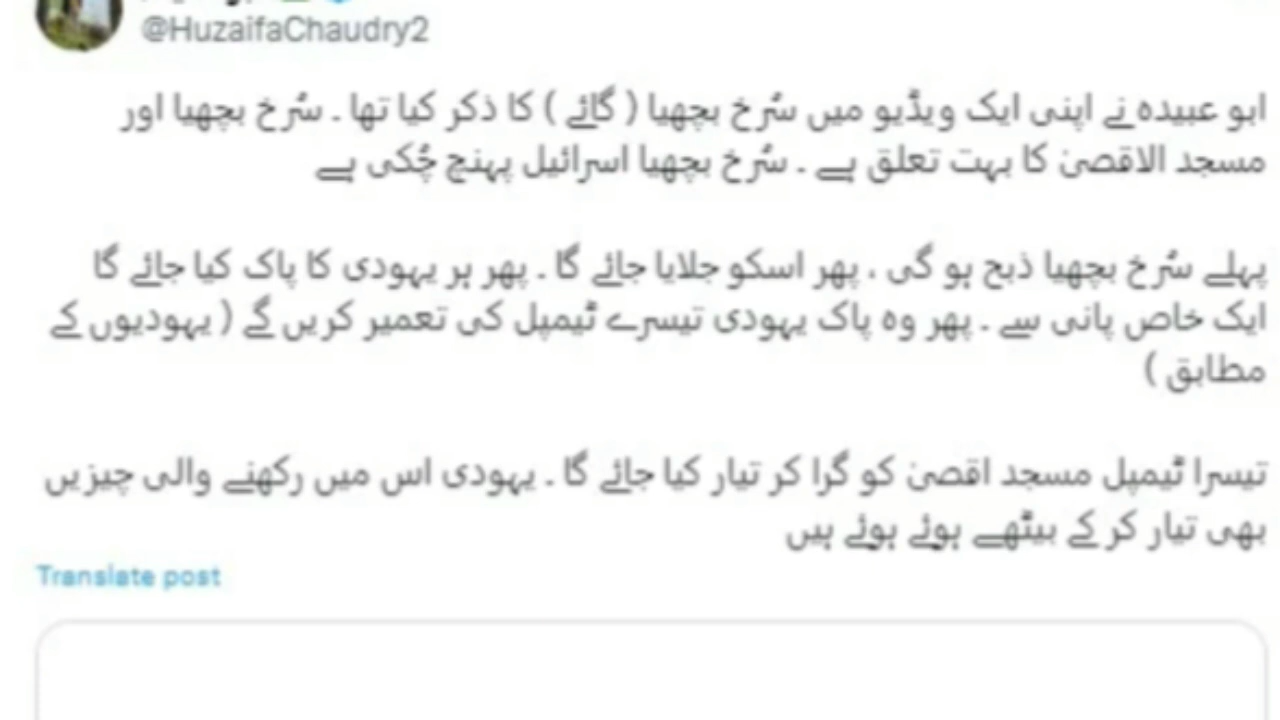 @HuzaifaChaudry2
ابو عبیدہ نے اپنی ایک ویڈیو میں سُرخ بچھیا ( گائے ) کا ذکر کیا تھا ۔ سُرخ بچھیا اور
مسجد الاقصیٰ کا بہت تعلق ہے ۔ سُرخ بچھیا اسرائیل پہنچ چُکی ہے
پہلے سُرخ بچھیا ذبح ہو گی ، پھر اسکو جلایا جائے گا ۔ پھر ہر یہودی کا پاک کیا جائے گا
ایک خاص پانی سے ۔ پھر وہ پاک یہودی تیسرے ٹیمپل کی تعمیر کریں گے ( یہودیوں کے
مطابق )
تیسرا ٹیمپل مسجد اقصیٰ کو گرا کر تیار کیا جائے گا ۔ یہودی اس میں رکھنے والی چیزیں
بھی تیار کر کے بیٹھے ہوئے ہوئے ہیں
Translate post